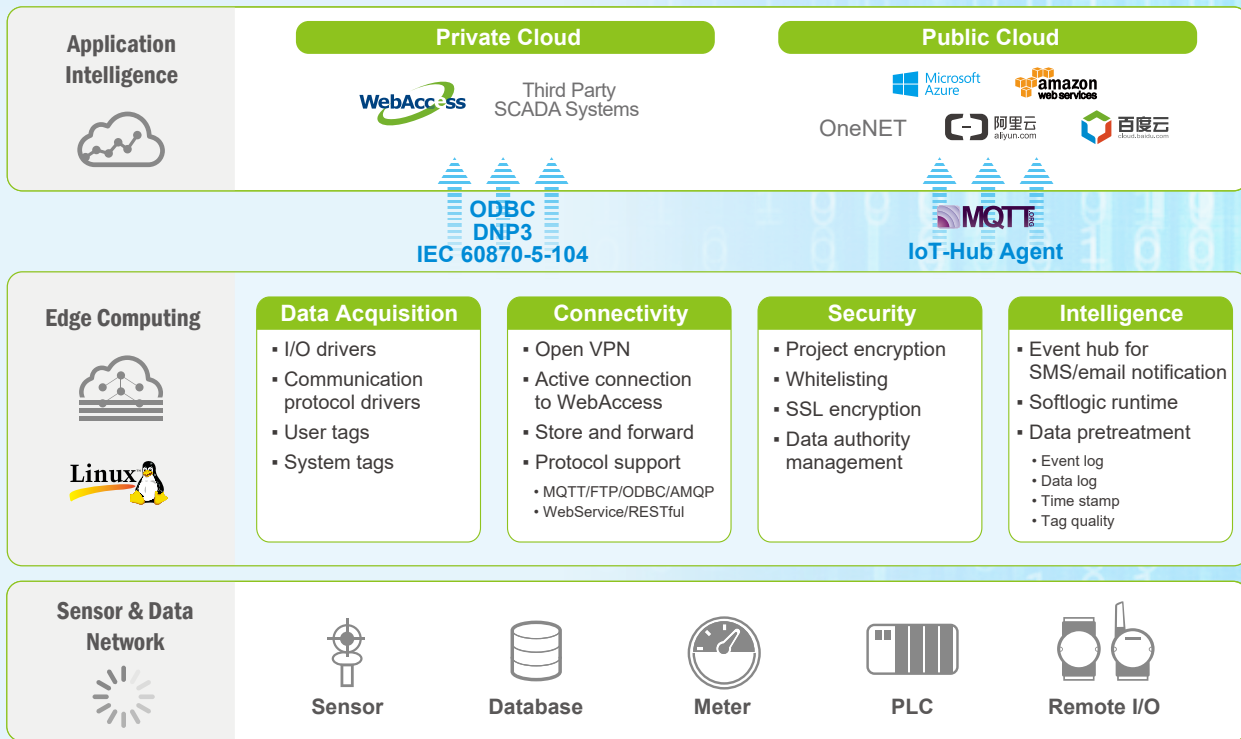 Application
Intelligence
Private Cloud
Public Cloud
WebAccess
Third Party
SCADA Systems
Microsoft
Azure
amazon
web services
OneNET
阿里云
aliyun.com
百度云
cloud.baidu.com
ODBC
DNP3
IEC 60870-5-104
MQTT.ORG
IoT-Hub Agent
Edge Computing
Linux
Data Acquisition
▪ I/O drivers
▪ Communication
protocol drivers
▪ User tags
▪ System tags
Connectivity
▪ Open VPN
▪ Active connection
to WebAccess
▪ Store and forward
▪ Protocol support
• MQTT/FTP/ODBC/AMQP
• WebService/RESTful
Security
▪ Project encryption
▪ Whitelisting
▪ SSL encryption
▪ Data authority
management
Intelligence
▪ Event hub for
SMS/email notification
▪ Softlogic runtime
▪ Data pretreatment
• Event log
• Data log
• Time stamp
• Tag quality
Sensor & Data
Network
Sensor
Database
Meter
PLC
Remote I/O